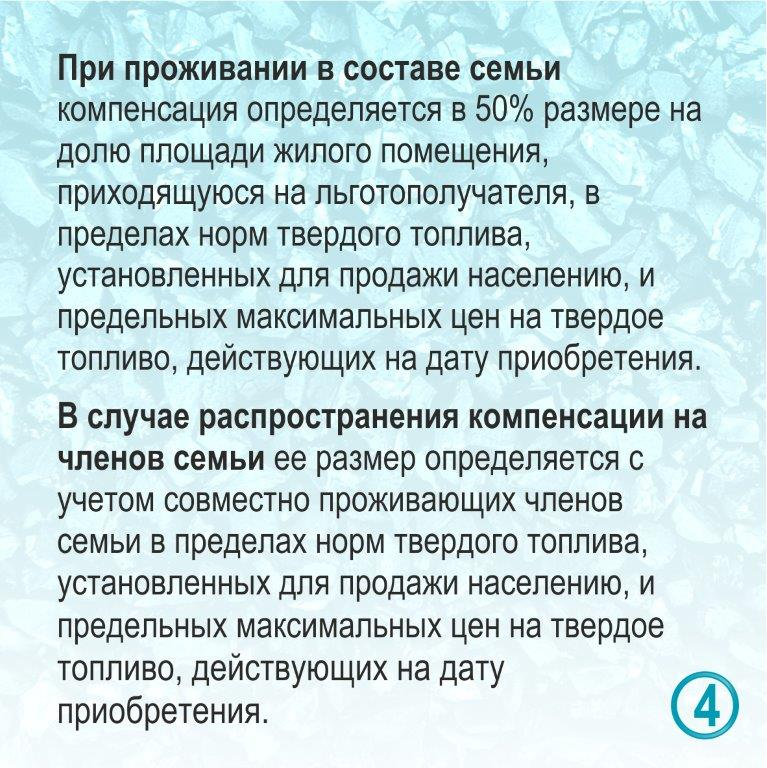 При проживании в составе семьи
компенсация определяется в 50% размере на
долю площади жилого помещения,
приходящуюся на льготополучателя, в
пределах норм твердого топлива,
установленных для продажи населению, и
предельных максимальных цен на твердое
топливо, действующих на дату приобретения.
В случае распространения компенсации на
членов семьи ее размер определяется с
учетом совместно проживающих членов
семьи в пределах норм твердого топлива,
установленных для продажи населению, и
предельных максимальных цен на твердое
топливо, действующих на дату
приобретения.
4